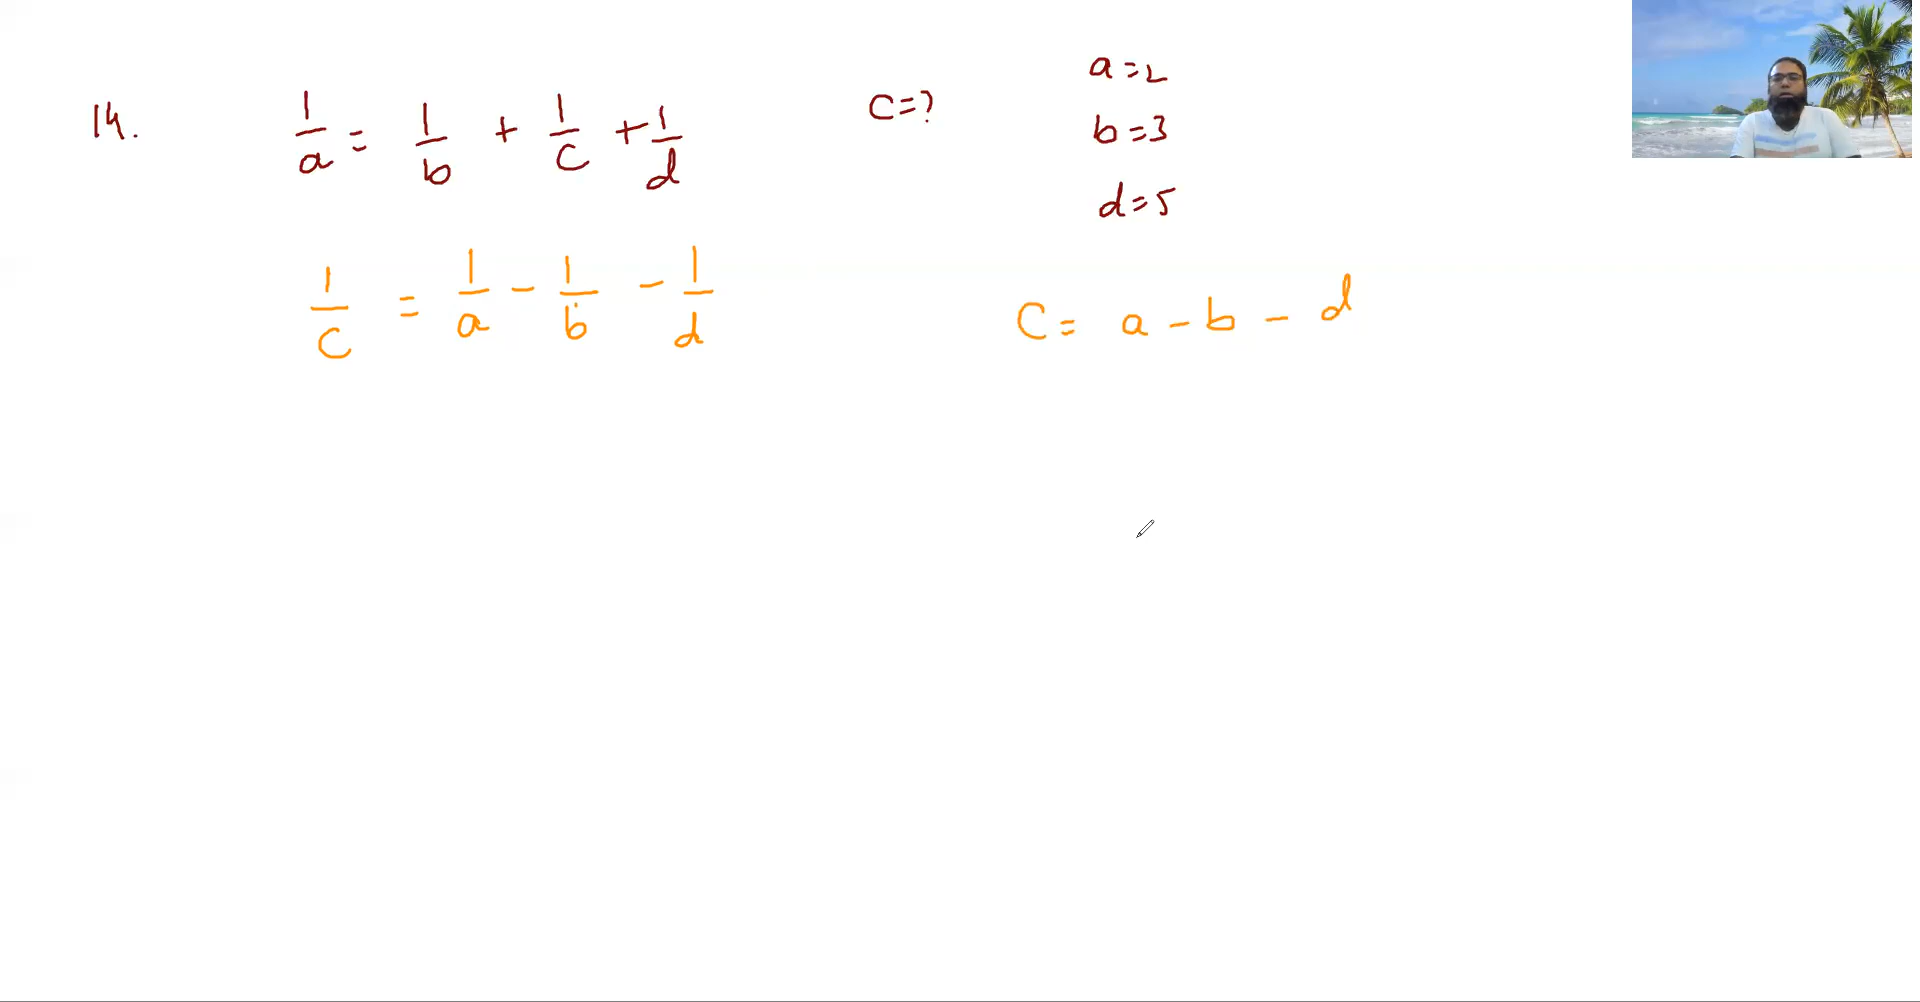 14. 1/a = 1/b + 1/c + 1/d
c=?
a=2
b=3
d=5
1/c = 1/a - 1/b - 1/d
C = a - b - d